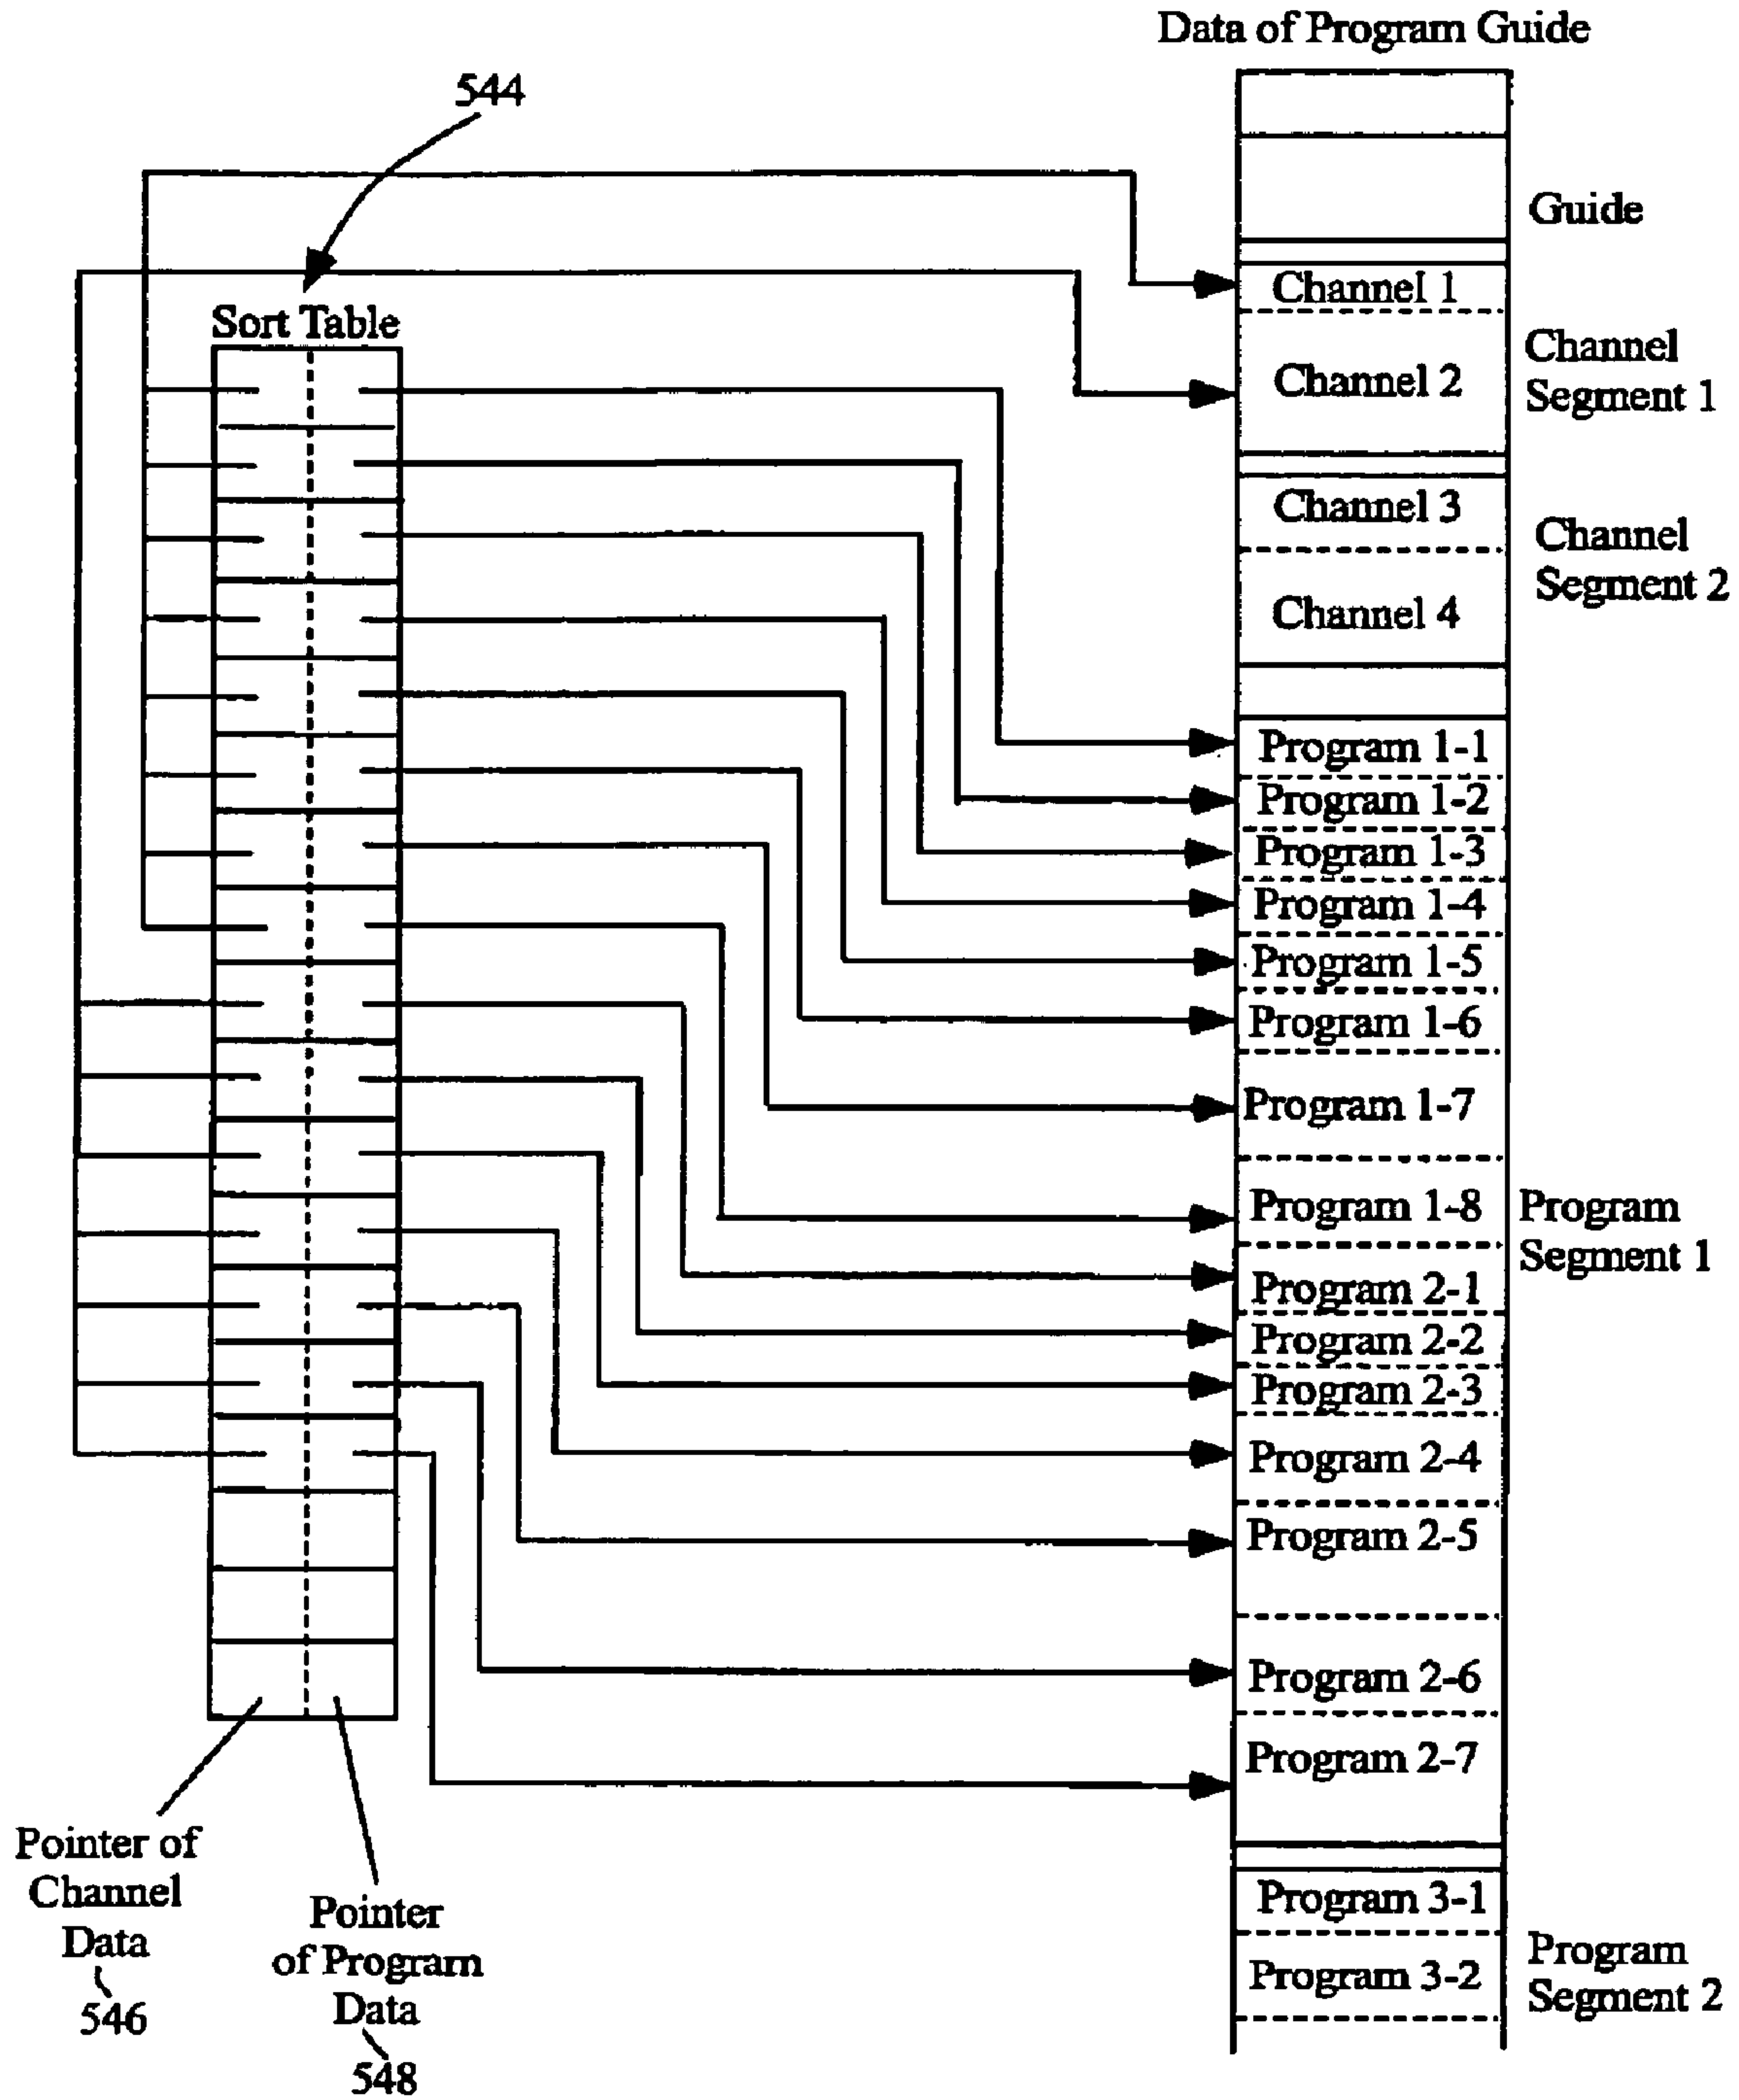 Data of Program Guide
544
Guide
Channel 1
Sort Table
Channel 2
Channel
Segment 1
Channel 3
Channel
Segment 2
Channel 4
Program 1-1
Program 1-2
Program 1-3
Program 1-4
Program 1-5
Program 1-6
Program 1-7
Program 1-8
Program
Segment 1
Program 2-1
Program 2-2
Program 2-3
Program 2-4
Program 2-5
Program 2-6
Program 2-7
Pointer of
Channel
Data
546
Pointer
of Program
Data
548
Program 3-1
Program 3-2
Program
Segment 2